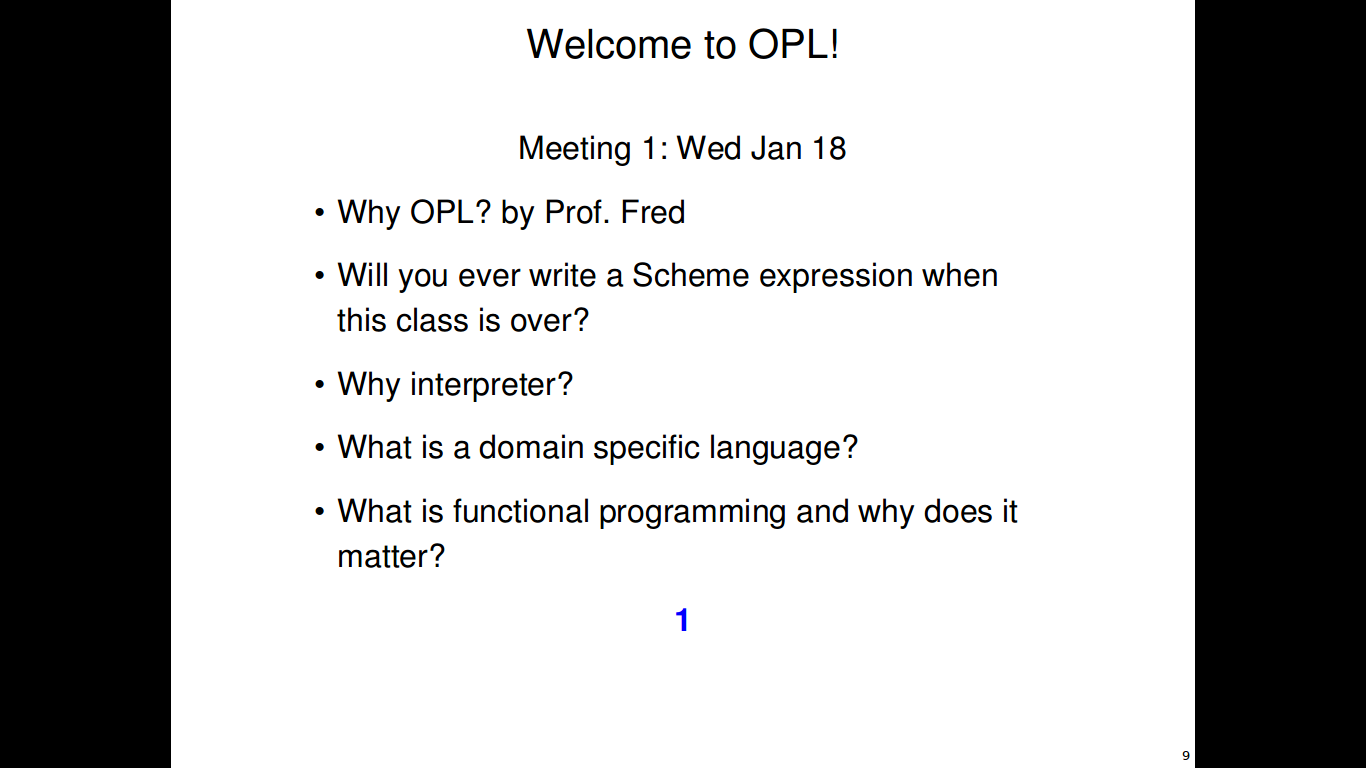 Welcome to OPL!
Meeting 1: Wed Jan 18
• Why OPL? by Prof. Fred
• Will you ever write a Scheme expression when
this class is over?
• Why interpreter?
• What is a domain specific language?
• What is functional programming and why does it
matter?
1
9